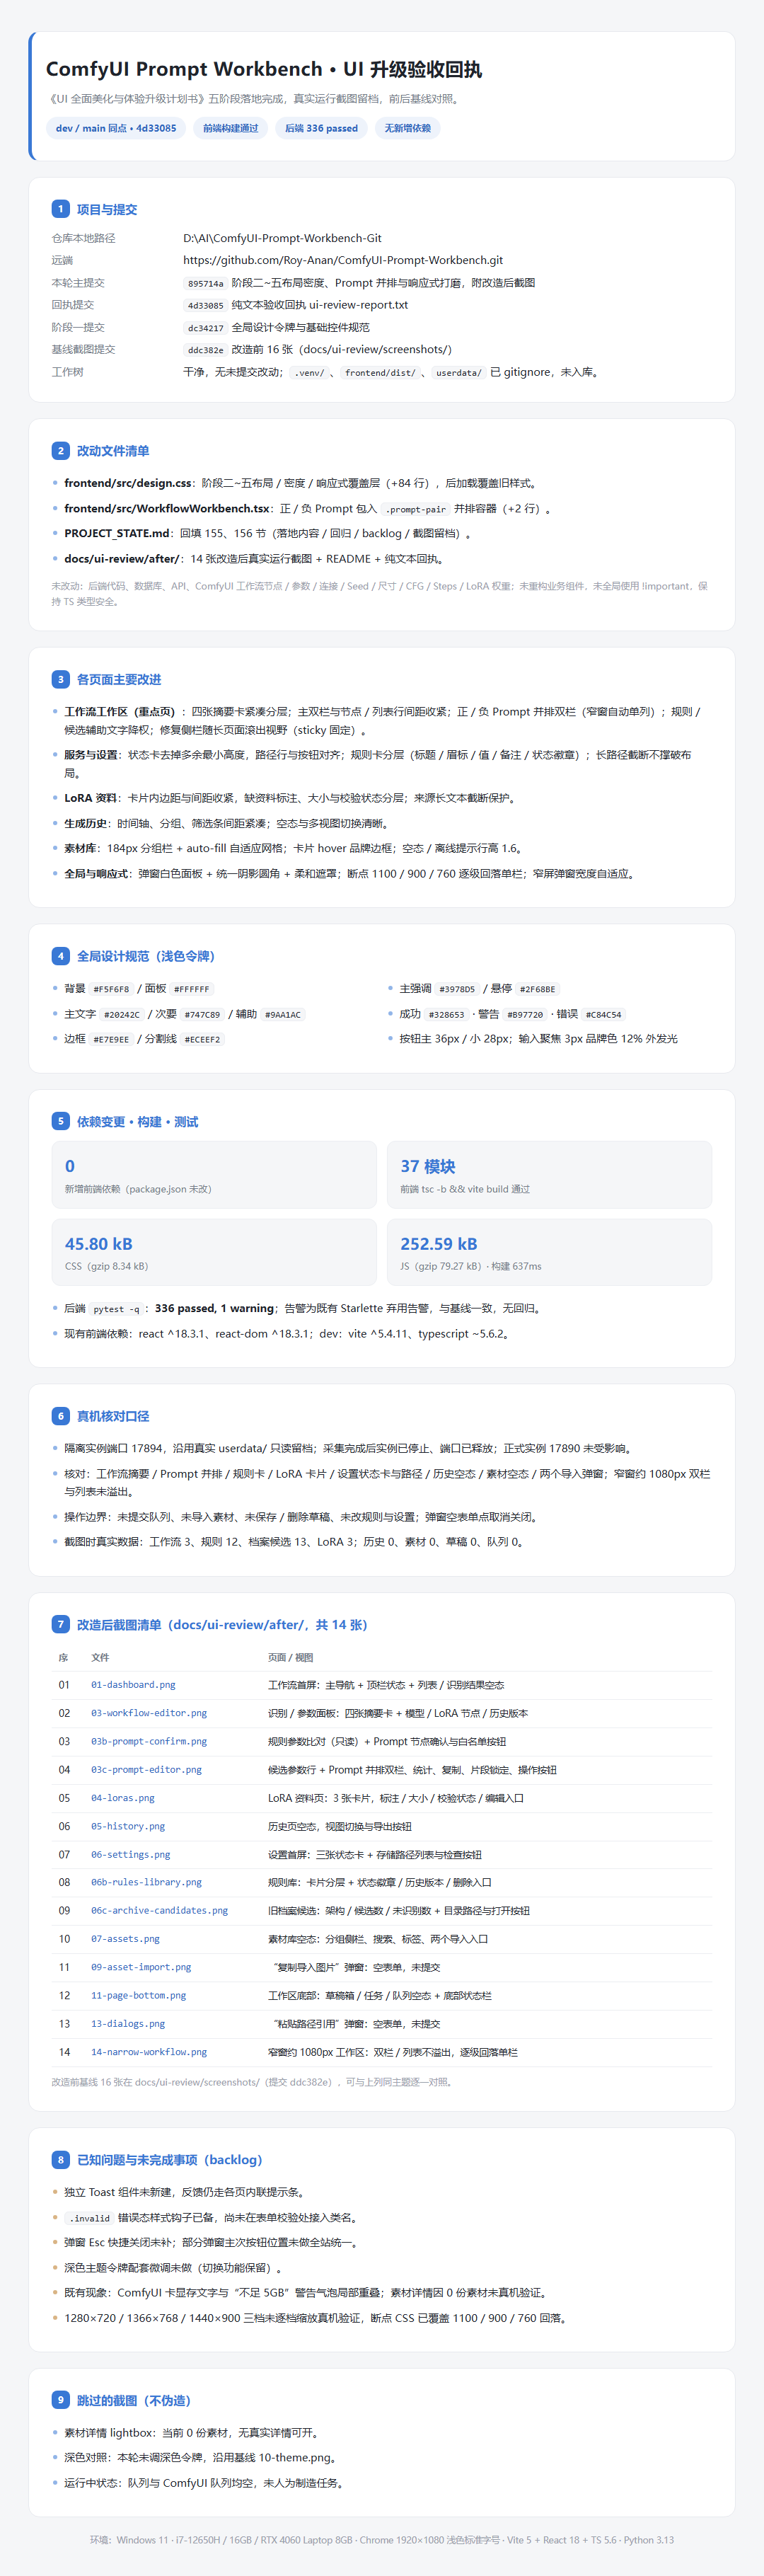 ComfyUI Prompt Workbench · UI 升级验收回执
《UI 全面美化与体验升级计划书》五阶段落地完成，真实运行截图留档，前后基线对照。
dev / main 同点 • 4d33085
前端构建通过
后端 336 passed
无新增依赖
1 项目与提交
仓库本地路径 D:\AI\ComfyUI-Prompt-Workbench-Git
远端 https://github.com/Roy-Anan/ComfyUI-Prompt-Workbench.git
本轮主提交 895714a 阶段二~五布局密度、Prompt 并排与响应式打磨，附改造后截图
回执提交 4d33085 纯文本验收回执 ui-review-report.txt
阶段一提交 dc34217 全局设计令牌与基础控件规范
基线截图提交 ddc382e 改造前 16 张（docs/ui-review/screenshots/）
工作树 干净，无未提交改动；.venv/、frontend/dist/、userdata/ 已 gitignore，未入库。
2 改动文件清单
frontend/src/design.css：阶段二~五布局 / 密度 / 响应式覆盖层（+84 行），后加载覆盖旧样式。
frontend/src/WorkflowWorkbench.tsx：正 / 负 Prompt 包入 .prompt-pair 并排容器（+2 行）。
PROJECT_STATE.md：回填 155、156 节（落地内容 / 回归 / backlog / 截图留档）。
docs/ui-review/after/：14 张改造后真实运行截图 + README + 纯文本回执。
未改动：后端代码、数据库、API、ComfyUI 工作流节点 / 参数 / 连接 / Seed / 尺寸 / CFG / Steps / LoRA 权重；未重构业务组件，未全局使用 !important，保
持 TS 类型安全。
3 各页面主要改进
工作流工作区（重点页）：四张摘要卡紧凑分层；主双栏与节点 / 列表行间距收紧；正 / 负 Prompt 并排双栏（窄窗自动单列）；规则 /
候选辅助文字降权；修复侧栏随长页面滚出视野（sticky 固定）。
服务与设置：状态卡去掉多余最小高度，路径行与按钮对齐；规则卡分层（标题 / 眉标 / 值 / 备注 / 状态徽章）；长路径截断不撑破布
局。
LoRA 资料：卡片内边距与间距收紧，缺资料标注、大小与校验状态分层；来源长文本截断保护。
生成历史：时间轴、分组、筛选条间距紧凑；空态与多视图切换清晰。
素材库：184px 分组栏 + auto-fill 自适应网格；卡片 hover 品牌边框；空态 / 离线提示行高 1.6。
全局与响应式：弹窗白色面板 + 统一阴影圆角 + 柔和遮罩；断点 1100 / 900 / 760 逐级回落单栏；窄屏弹窗宽度自适应。
4 全局设计规范（浅色令牌）
背景 #F5F6F8 / 面板 #FFFFFF
主强调 #3978D5 / 悬停 #2F68BE
主文字 #20242C / 次要 #747C89 / 辅助 #9AA1AC
成功 #328653 · 警告 #B97720 · 错误 #C84C54
边框 #E7E9EE / 分割线 #ECEEF2
按钮主 36px / 小 28px；输入聚焦 3px 品牌色 12% 外发光
5 依赖变更 • 构建 • 测试
0
新增前端依赖（package.json 未改）
37 模块
前端 tsc -b && vite build 通过
45.80 kB
CSS（gzip 8.34 kB）
252.59 kB
JS（gzip 79.27 kB）· 构建 637ms
后端 pytest -q：336 passed, 1 warning；告警为既有 Starlette 弃用告警，与基线一致，无回归。
现有前端依赖：react ^18.3.1、react-dom ^18.3.1；dev：vite ^5.4.11、typescript ~5.6.2。
6 真机核对口径
隔离实例端口 17894，沿用真实 userdata/ 只读留档；采集完成后实例已停止、端口已释放；正式实例 17890 未受影响。
核对：工作流摘要 / Prompt 并排 / 规则卡 / LoRA 卡片 / 设置状态卡与路径 / 历史空态 / 素材空态 / 两个导入弹窗；窄窗约 1080px 双栏
与列表未溢出。
操作边界：未提交队列、未导入素材、未保存 / 删除草稿、未改规则与设置；弹窗空表单点取消关闭。
截图时真实数据：工作流 3、规则 12、档案候选 13、LoRA 3；历史 0、素材 0、草稿 0、队列 0。
7 改造后截图清单（docs/ui-review/after/，共 14 张）
序 文件 页面 / 视图
01 01-dashboard.png 工作流首屏：主导航 + 顶栏状态 + 列表 / 识别结果空态
02 03-workflow-editor.png 识别 / 参数面板：四张摘要卡 + 模型 / LoRA 节点 / 历史版本
03 03b-prompt-confirm.png 规则参数比对（只读）+ Prompt 节点确认与白名单按钮
04 03c-prompt-editor.png 候选参数行 + Prompt 并排双栏、统计、复制、片段锁定、操作按钮
05 04-loras.png LoRA 资料页：3 张卡片，标注 / 大小 / 校验状态 / 编辑入口
06 05-history.png 历史页空态，视图切换与导出按钮
07 06-settings.png 设置首屏：三张状态卡 + 存储路径列表与检查按钮
08 06b-rules-library.png 规则库：卡片分层 + 状态徽章 / 历史版本 / 删除入口
09 06c-archive-candidates.png 旧档案候选：架构 / 候选数 / 未识别数 + 目录路径与打开按钮
10 07-assets.png 素材库空态：分组侧栏、搜索、标签、两个导入入口
11 09-asset-import.png “复制导入图片”弹窗：空表单，未提交
12 11-page-bottom.png 工作区底部：草稿箱 / 任务 / 队列空态 + 底部状态栏
13 13-dialogs.png “粘贴路径引用”弹窗：空表单，未提交
14 14-narrow-workflow.png 窄窗约 1080px 工作区：双栏 / 列表不溢出，逐级回落单栏
改造前基线 16 张在 docs/ui-review/screenshots/（提交 ddc382e），可与上列同主题逐一对照。
8 已知问题与未完成事项（backlog）
独立 Toast 组件未新建，反馈仍走各页内联提示条。
.invalid 错误态样式钩子已备，尚未在表单校验处接入类名。
弹窗 Esc 快捷关闭未补；部分弹窗主次按钮位置未做全站统一。
深色主题令牌配套微调未做（切换功能保留）。
既有现象：ComfyUI 卡显存文字与“不足 5GB”警告气泡局部重叠；素材详情因 0 份素材未真机验证。
1280×720 / 1366×768 / 1440×900 三档未逐档缩放真机验证，断点 CSS 已覆盖 1100 / 900 / 760 回落。
9 跳过的截图（不伪造）
素材详情 lightbox：当前 0 份素材，无真实详情可开。
深色对照：本轮未调深色令牌，沿用基线 10-theme.png。
运行中状态：队列与 ComfyUI 队列均空，未人为制造任务。
环境：Windows 11 · i7-12650H / 16GB / RTX 4060 Laptop 8GB · Chrome 1920×1080 浅色标准字号 · Vite 5 + React 18 + TS 5.6 · Python 3.13